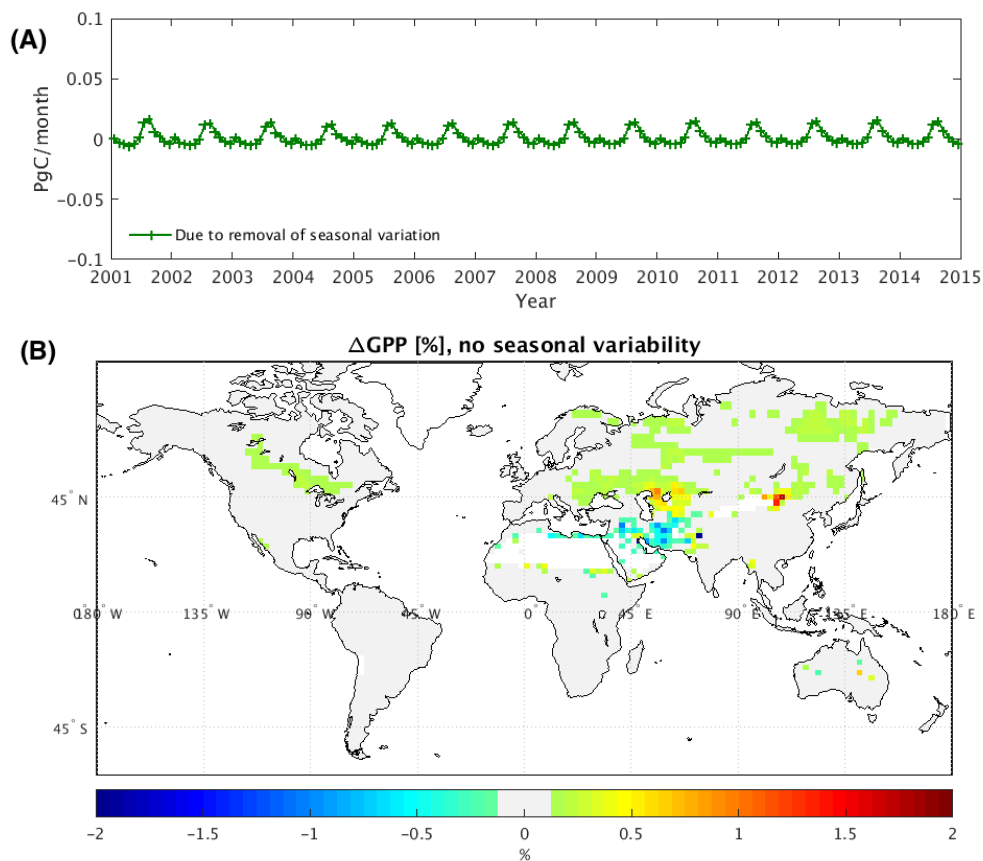 (A)
0.1
0.05
0
−0.05
−0.1
PgC/month
Due to removal of seasonal variation
2001 2002 2003 2004 2005 2006 2007 2008 2009 2010 2011 2012 2013 2014 2015
Year
(B)
ΔGPP [%], no seasonal variability
45° N
180° W 135° W 90° W 45° W 0° 45° E 90° E 135° E 180° E
45° S
−2 −1.5 −1 −0.5 0 0.5 1 1.5 2
%